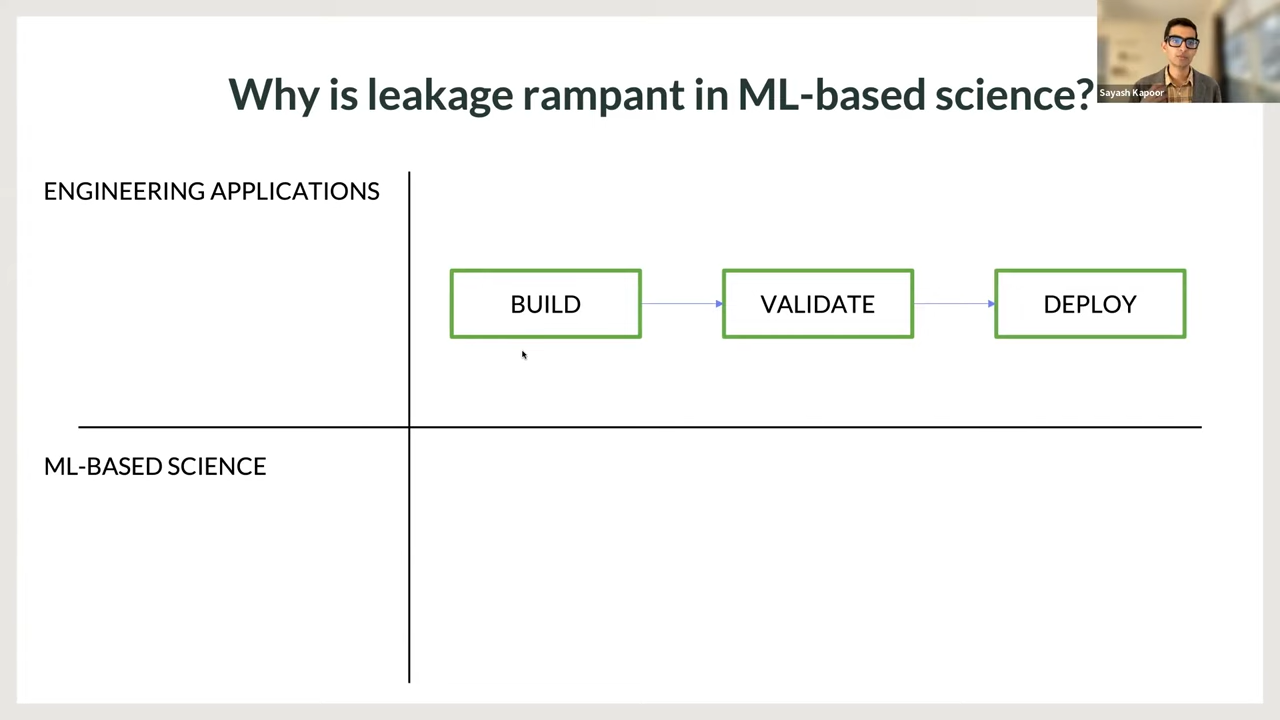 Why is leakage rampant in ML-based science?
Sayash Kapoor
ENGINEERING APPLICATIONS
BUILD
VALIDATE
DEPLOY
ML-BASED SCIENCE